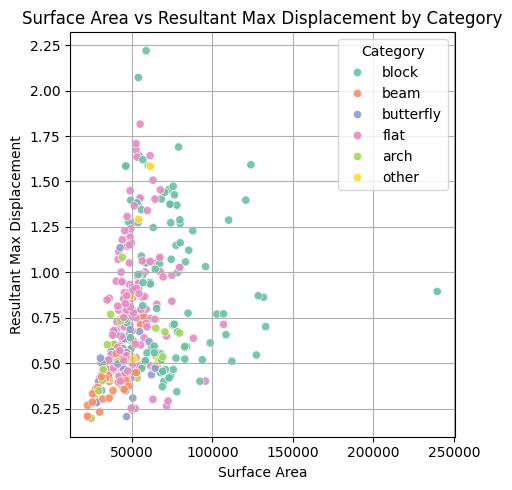 Surface Area vs Resultant Max Displacement by Category
Category
block
beam
butterfly
flat
arch
other
Resultant Max Displacement
2.25
2.00
1.75
1.50
1.25
1.00
0.75
0.50
0.25
50000 100000 150000 200000 250000
Surface Area